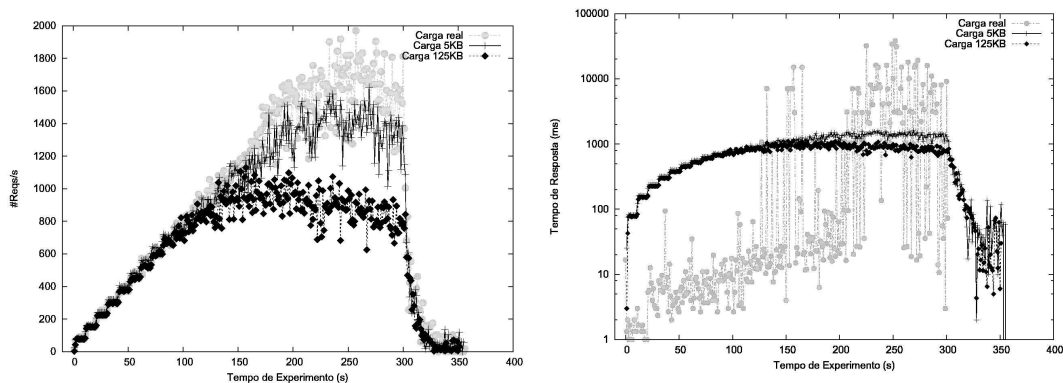 2000
1800
1600
1400
1200
1000
800
600
400
200
0
#Reqs/s
Carga real
Carga 5KB
Carga 125KB
0 50 100 150 200 250 300 350 400
Tempo de Experimento (s)
100000
10000
1000
100
10
1
Tempo de Resposta (ms)
Carga real
Carga 5KB
Carga 125KB
0 50 100 150 200 250 300 350 400
Tempo de Experimento (s)